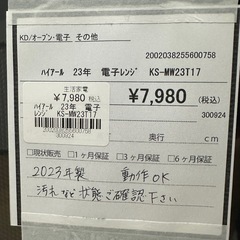 KD/オーブン・電子 その他
2002038255600758
ﾊｲｱｰﾙ 23年 電子ﾚﾝｼﾞ KS-MW23T17
¥7,980 (税込)
300924
生活家電
¥7,980 税込
ﾊｲｱｰﾙ 23年 電子
ﾚﾝｼﾞ KS-MW23T17
300924
奥行 cm
□現状販売 □1ヶ月保証 □3ヶ月保証 □6ヶ月保証
2023年製 動作OK
汚れなど状態ご確認下さい